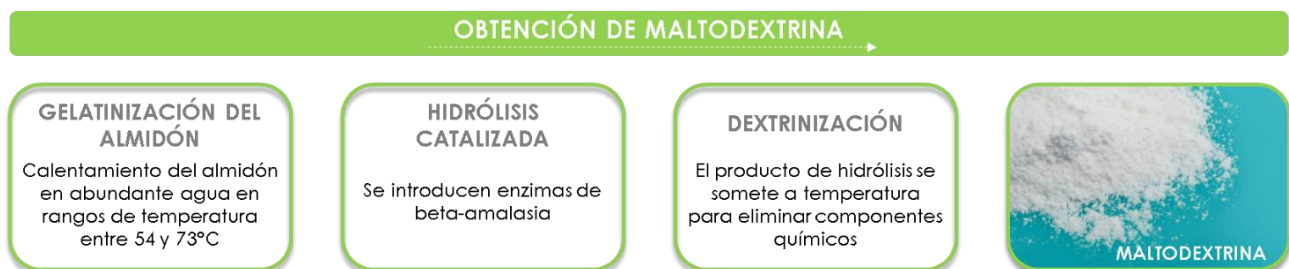 OBTENCIÓN DE MALTODEXTRINA
GELATINIZACIÓN DEL
ALMIDÓN
Calentamiento del almidón
en abundante agua en
rangos de temperatura
entre 54 y 73°C
HIDRÓLISIS
CATALIZADA
Se introducen enzimas de
beta-amalasia
DEXTRINIZACIÓN
El producto de hidrólisis se
somete a temperatura
para eliminar componentes
químicos
MALTODEXTRINA